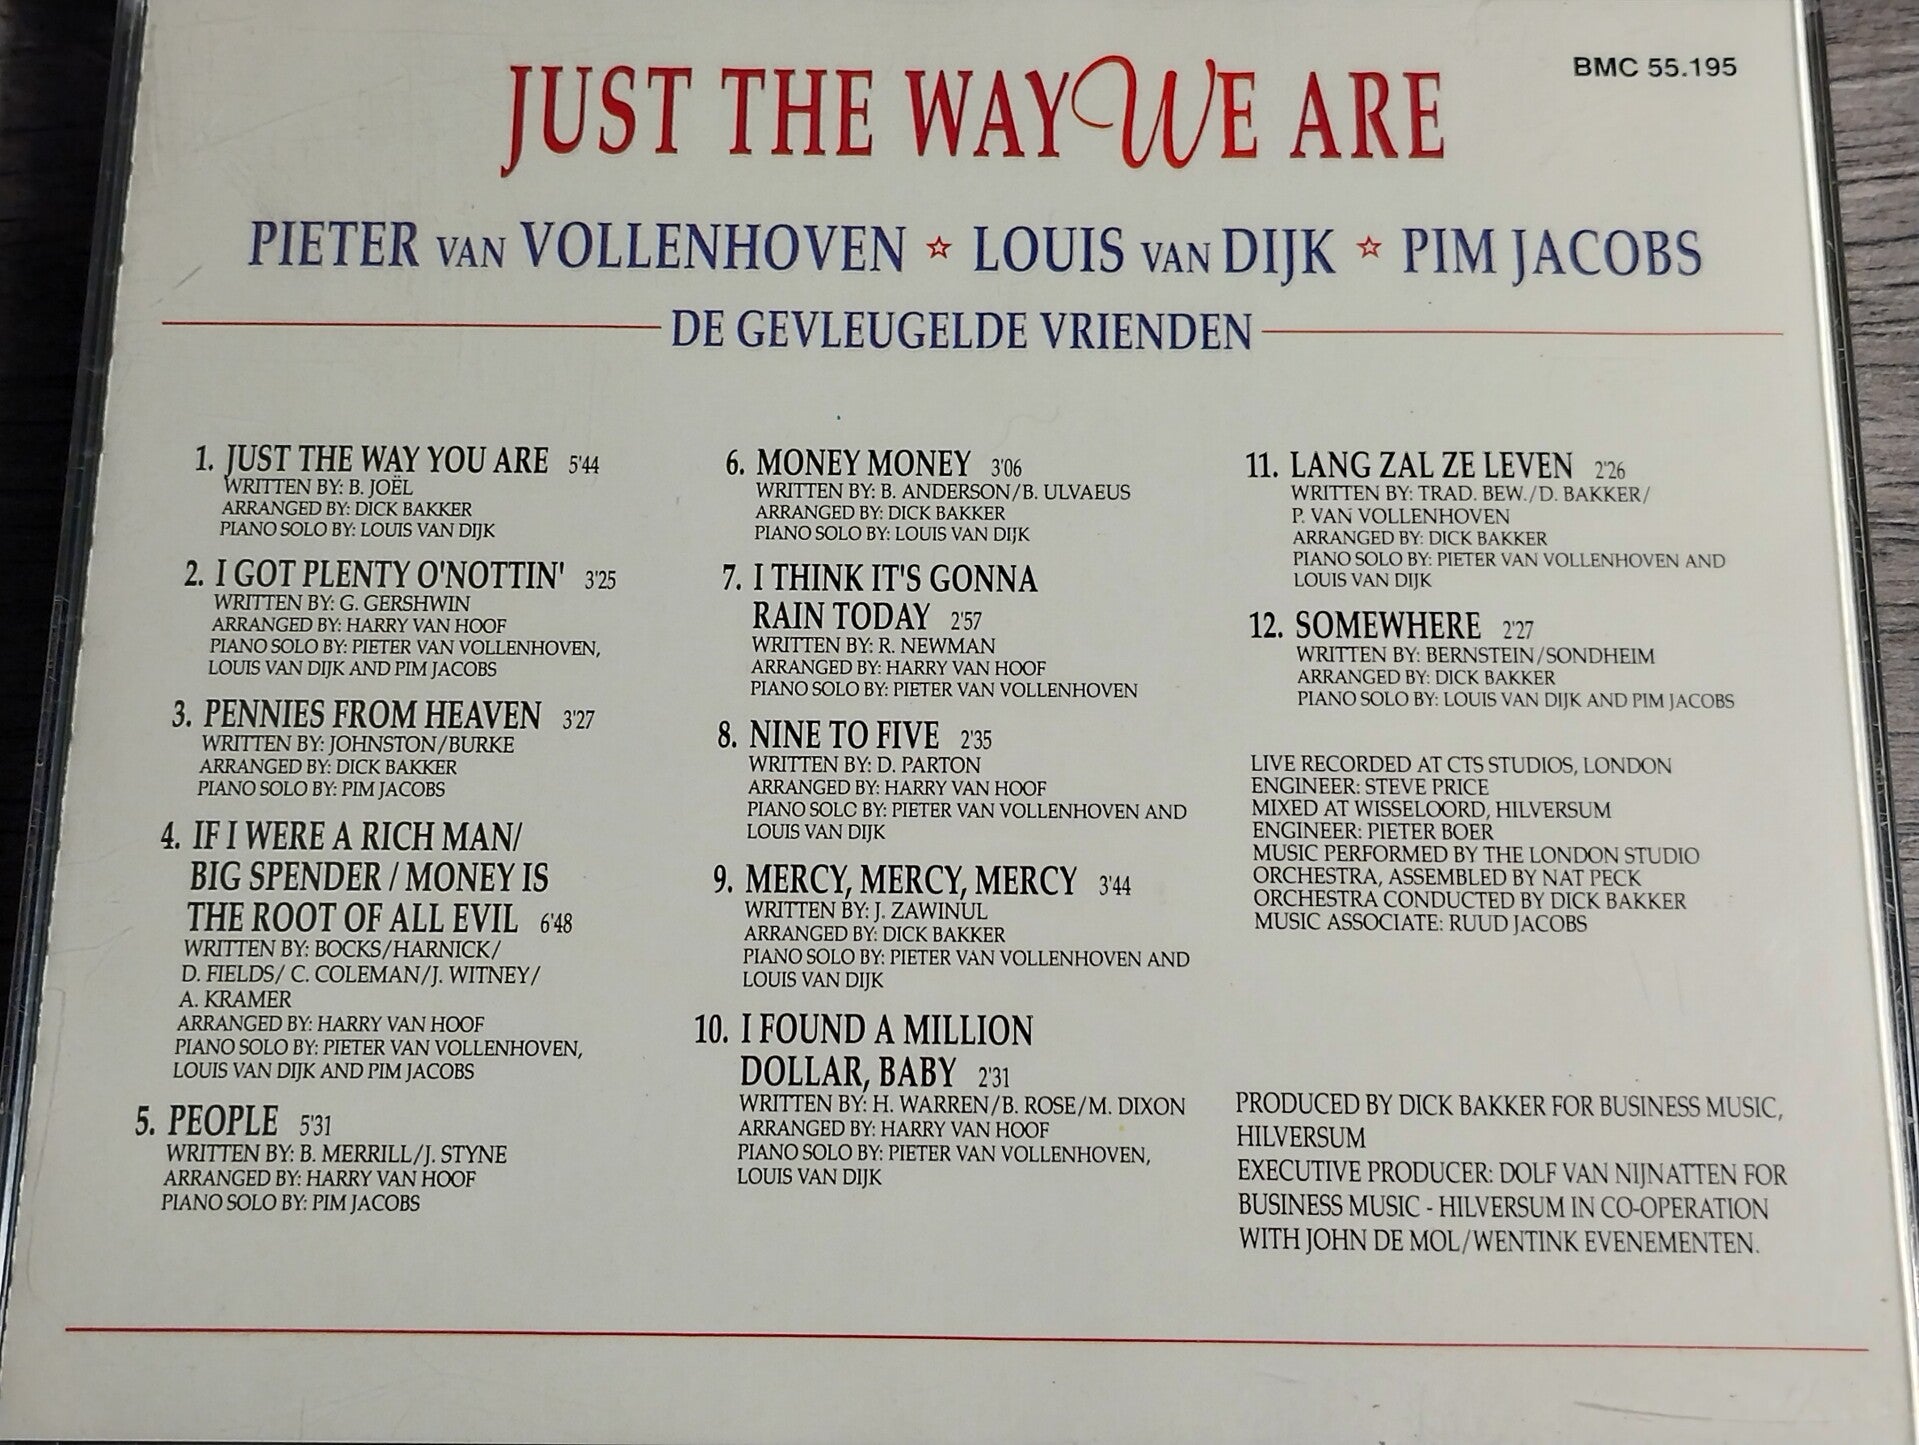 BMC 55.195
JUST THE WAY WE ARE
PIETER VAN VOLLENHOVEN ☆ LOUIS VAN DIJK ☆ PIM JACOBS
DE GEVLEUGELDE VRIENDEN
1. JUST THE WAY YOU ARE 5'44
WRITTEN BY: B. JOËL
ARRANGED BY: DICK BAKKER
PIANO SOLO BY: LOUIS VAN DIJK
2. I GOT PLENTY O'NOTTIN' 3'25
WRITTEN BY: G. GERSHWIN
ARRANGED BY: HARRY VAN HOOF
PIANO SOLO BY: PIETER VAN VOLLENHOVEN,
LOUIS VAN DIJK AND PIM JACOBS
3. PENNIES FROM HEAVEN 3'27
WRITTEN BY: JOHNSTON/BURKE
ARRANGED BY: DICK BAKKER
PIANO SOLO BY: PIM JACOBS
4. IF I WERE A RICH MAN/
BIG SPENDER / MONEY IS
THE ROOT OF ALL EVIL 6'48
WRITTEN BY: BOCKS/HARNICK/
D. FIELDS/ C. COLEMAN/J. WITNEY/
A. KRAMER
ARRANGED BY: HARRY VAN HOOF
PIANO SOLO BY: PIETER VAN VOLLENHOVEN,
LOUIS VAN DIJK AND PIM JACOBS
5. PEOPLE 5'31
WRITTEN BY: B. MERRILL/J. STYNE
ARRANGED BY: HARRY VAN HOOF
PIANO SOLO BY: PIM JACOBS
6. MONEY MONEY 3'06
WRITTEN BY: B. ANDERSON/B. ULVAEUS
ARRANGED BY: DICK BAKKER
PIANO SOLO BY: LOUIS VAN DIJK
7. I THINK IT'S GONNA
RAIN TODAY 2'57
WRITTEN BY: R. NEWMAN
ARRANGED BY: HARRY VAN HOOF
PIANO SOLO BY: PIETER VAN VOLLENHOVEN
8. NINE TO FIVE 2'35
WRITTEN BY: D. PARTON
ARRANGED BY: HARRY VAN HOOF
PIANO SOLO BY: PIETER VAN VOLLENHOVEN AND
LOUIS VAN DIJK
9. MERCY, MERCY, MERCY 3'44
WRITTEN BY: J. ZAWINUL
ARRANGED BY: DICK BAKKER
PIANO SOLO BY: PIETER VAN VOLLENHOVEN AND
LOUIS VAN DIJK
10. I FOUND A MILLION
DOLLAR, BABY 2'31
WRITTEN BY: H. WARREN/B. ROSE/M. DIXON
ARRANGED BY: HARRY VAN HOOF
PIANO SOLO BY: PIETER VAN VOLLENHOVEN,
LOUIS VAN DIJK
11. LANG ZAL ZE LEVEN 2'26
WRITTEN BY: TRAD. BEW./D. BAKKER/
P. VAN VOLLENHOVEN
ARRANGED BY: DICK BAKKER
PIANO SOLO BY: PIETER VAN VOLLENHOVEN AND
LOUIS VAN DIJK
12. SOMEWHERE 2'27
WRITTEN BY: BERNSTEIN/SONDHEIM
ARRANGED BY: DICK BAKKER
PIANO SOLO BY: LOUIS VAN DIJK AND PIM JACOBS
LIVE RECORDED AT CTS STUDIOS, LONDON
ENGINEER: STEVE PRICE
MIXED AT WISSELOORD, HILVERSUM
ENGINEER: PIETER BOER
MUSIC PERFORMED BY THE LONDON STUDIO
ORCHESTRA, ASSEMBLED BY NAT PECK
ORCHESTRA CONDUCTED BY DICK BAKKER
MUSIC ASSOCIATE: RUUD JACOBS
PRODUCED BY DICK BAKKER FOR BUSINESS MUSIC,
HILVERSUM
EXECUTIVE PRODUCER: DOLF VAN NIJNATTEN FOR
BUSINESS MUSIC - HILVERSUM IN CO-OPERATION
WITH JOHN DE MOL/WENTINK EVENEMENTEN.